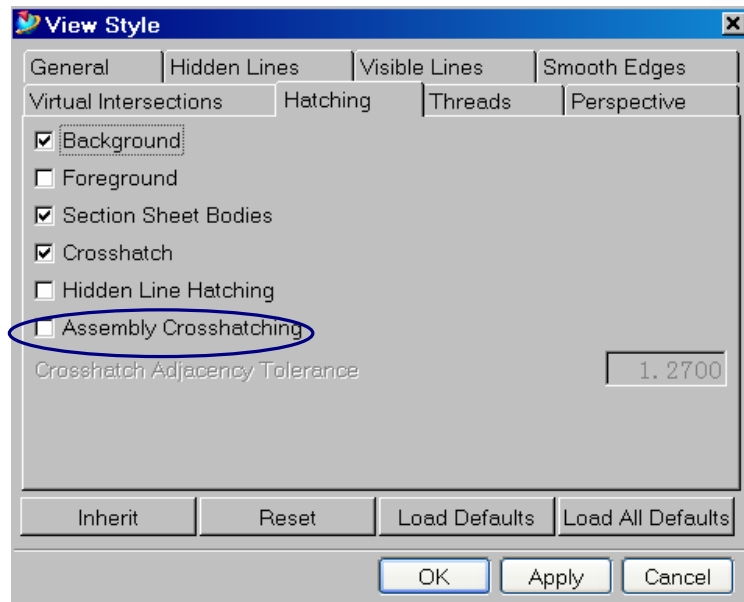 View Style
General Hidden Lines Visible Lines Smooth Edges
Virtual Intersections Hatching Threads Perspective
Background
Foreground
Section Sheet Bodies
Crosshatch
Hidden Line Hatching
Assembly Crosshatching
Crosshatch Adjacency Tolerance 1.2700
Inherit Reset Load Defaults Load All Defaults
OK Apply Cancel